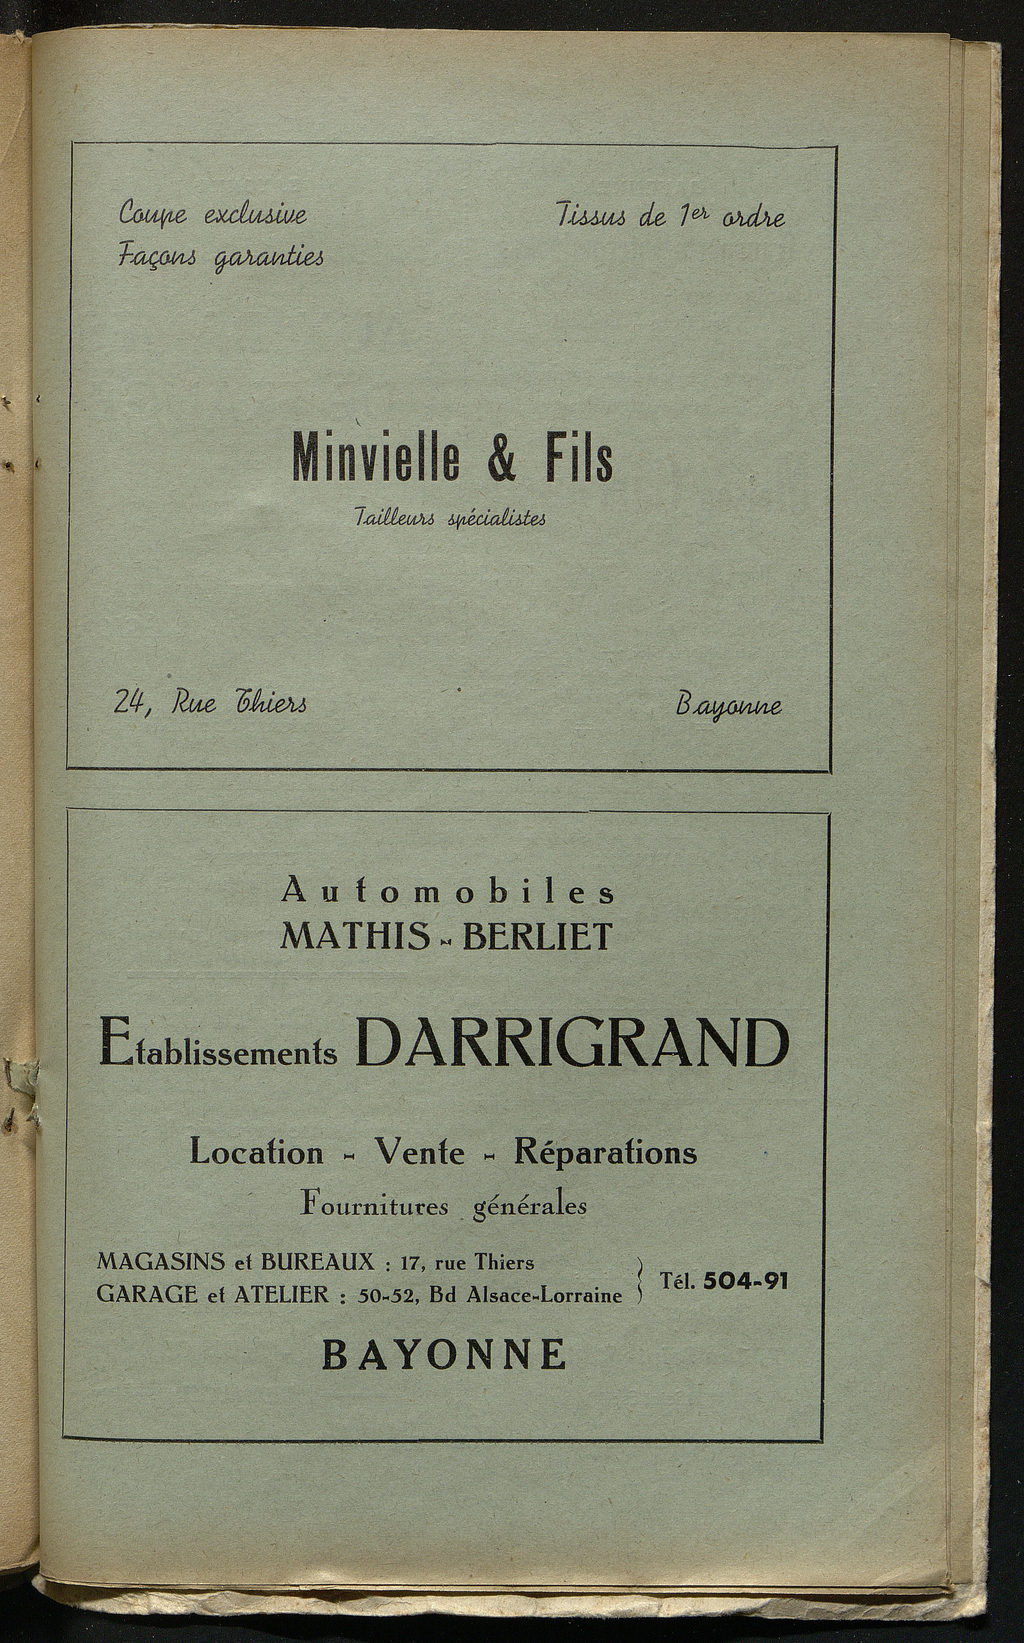 Coupe exclusive
Tissus de 1er ordre
Façons garanties
Minvielle & Fils
Tailleurs spécialistes
24, Rue Thiers
Bayonne
Automobiles
MATHIS - BERLIET
Etablissements DARRIGRAND
Location - Vente - Réparations
Fournitures générales
MAGASINS et BUREAUX : 17, rue Thiers
GARAGE et ATELIER : 50-52, Bd Alsace-Lorraine
Tél. 504-91
BAYONNE